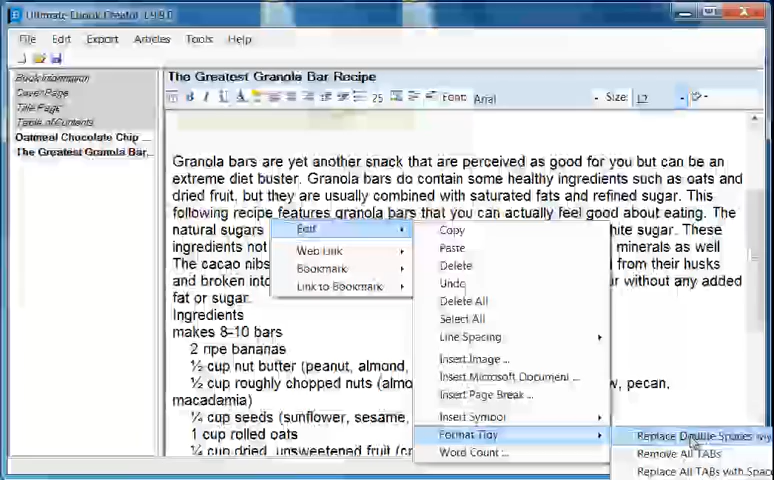 Ultimate Ebook Creator
File Edit Export Articles Tools Help
Book Information
Cover Page
Title Page
Table of Contents
Oatmeal Chocolate Chip ...
The Greatest Granola Bar...
The Greatest Granola Bar Recipe
B I U A 25 Font: Arial Size: 12
Granola bars are yet another snack that are perceived as good for you but can be an
extreme diet buster. Granola bars do contain some healthy ingredients such as oats and
dried fruit, but they are usually combined with saturated fats and refined sugar. This
following recipe features granola bars that you can actually feel good about eating. The
natural sugars
hite sugar. These
ingredients not
minerals as well
The cacao nibs
from their husks
and broken into
ur without any added
fat or sugar.
Ingredients
makes 8-10 bars
2 ripe bananas
½ cup nut butter (peanut, almond,
½ cup roughly chopped nuts (almo
w, pecan,
macadamia)
¼ cup seeds (sunflower, sesame,
1 cup rolled oats
¼ cup dried, unsweetened fruit (c
Edit
Web Link
Bookmark
Link to Bookmark
Copy
Paste
Delete
Undo
Delete All
Select All
Line Spacing
Insert Image ...
Insert Microsoft Document ...
Insert Page Break ...
Insert Symbol
Format Tidy
Word Count ...
Replace Double Spaces wi
Remove All TABs
Replace All TABs with Spac